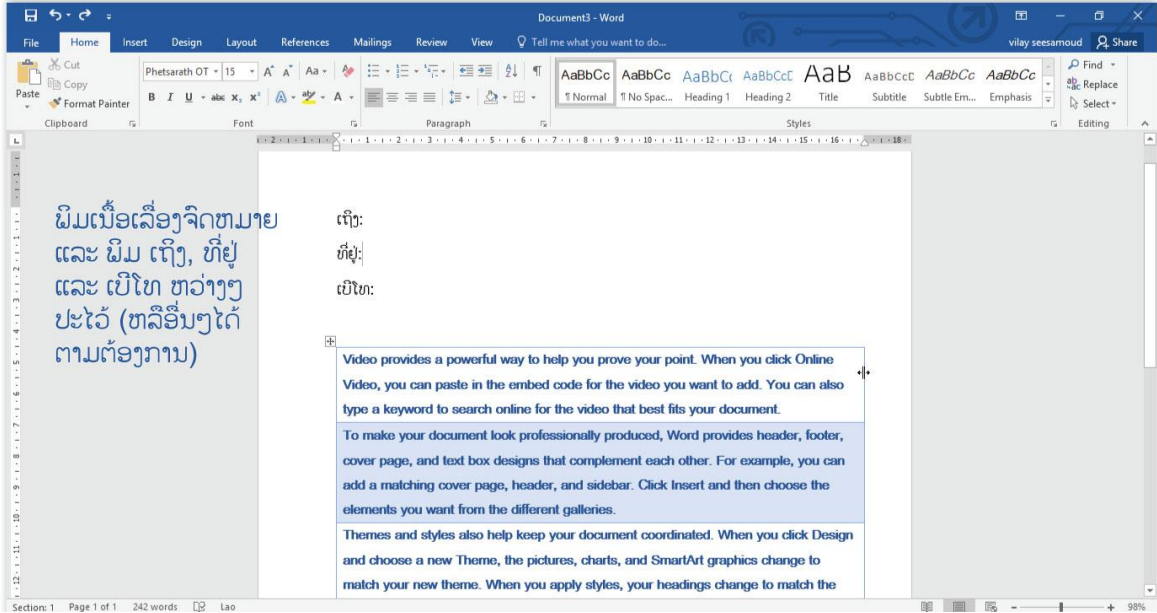 Document3 - Word
File Home Insert Design Layout References Mailings Review View Tell me what you want to do... vilay seesamoud Share
Paste Cut Copy Format Painter
Phetsarath OT 15
B I U abc X₂ X²
AaBbCc AaBbCc AaBbCc AaBbCcC AaB AaBbCcC AaBbCc AaBbCc
¶ Normal ¶ No Spac... Heading 1 Heading 2 Title Subtitle Subtle Em... Emphasis
Find Replace Select
Clipboard Font Paragraph Styles Editing
ພິມເນື້ອເລື່ອງຈົດຫມາຍ
ແລະ ພິມ ເຖິງ, ທີ່ຢູ່
ແລະ ເບີໂທ ຫວ່າງໆ
ປະໄວ້ (ຫລືອື່ນໆໄດ້
ຕາມຕ້ອງການ)
ເຖິງ:
ທີ່ຢູ່:
ເບີໂທ:
Video provides a powerful way to help you prove your point. When you click Online
Video, you can paste in the embed code for the video you want to add. You can also
type a keyword to search online for the video that best fits your document.
To make your document look professionally produced, Word provides header, footer,
cover page, and text box designs that complement each other. For example, you can
add a matching cover page, header, and sidebar. Click Insert and then choose the
elements you want from the different galleries.
Themes and styles also help keep your document coordinated. When you click Design
and choose a new Theme, the pictures, charts, and SmartArt graphics change to
match your new theme. When you apply styles, your headings change to match the
Section: 1 Page 1 of 1 242 words Lao 98%